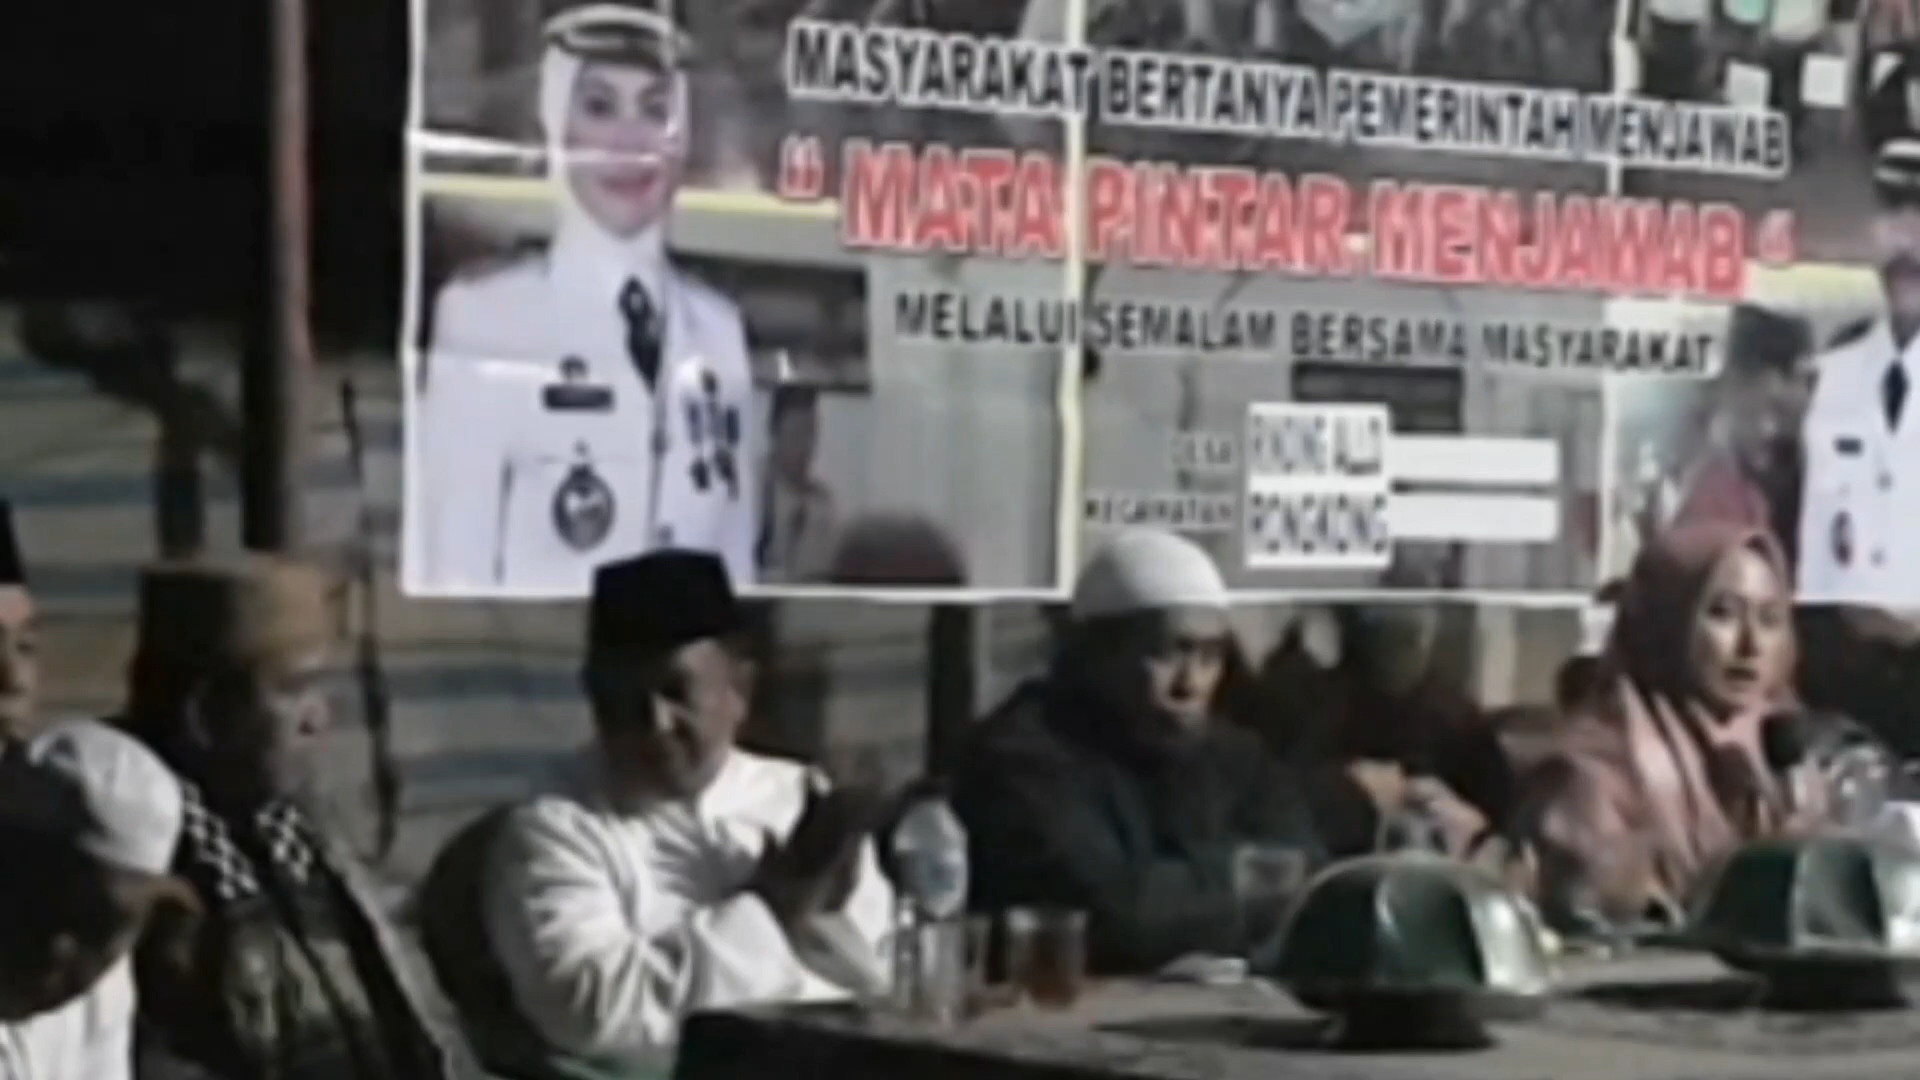 MASYARAKAT BERTANYA PEMERINTAH MENJAWAB
“ MATA PINTAR MENJAWAB “
MELALUI SEMALAM BERSAMA MASYARAKAT
DESA
KECAMATAN RONGKONG